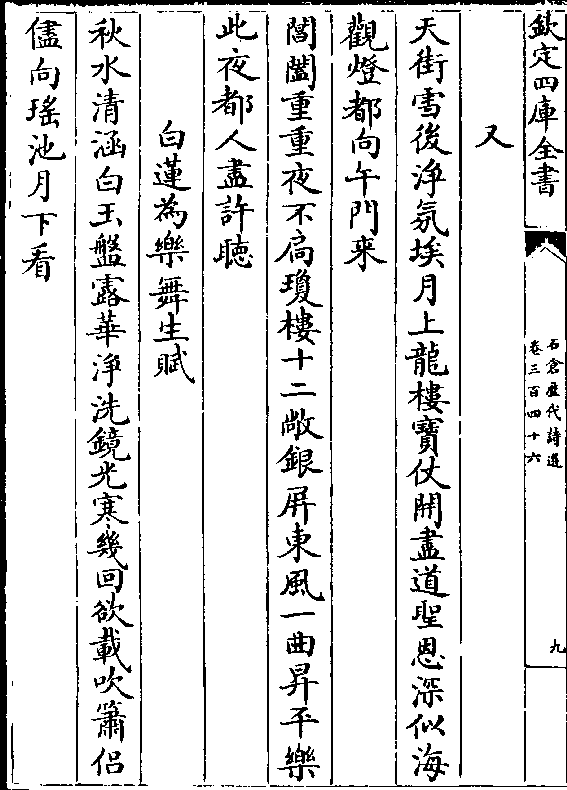 欽定四庫全書
石倉歷代詩選
卷三百四十六
九
又
天街雪後淨氛埃月上龍樓寶仗開盡道聖恩深似海
觀燈都向午門来
閶闔重重夜不扃瓊樓十二敞銀屏東風一曲昇平樂
此夜都人盡許聽
白蓮為樂舞生賦
秋水清涵白玉盤露華淨洗鏡光寒幾回欲載吹簫侣
儘向瑤池月下看